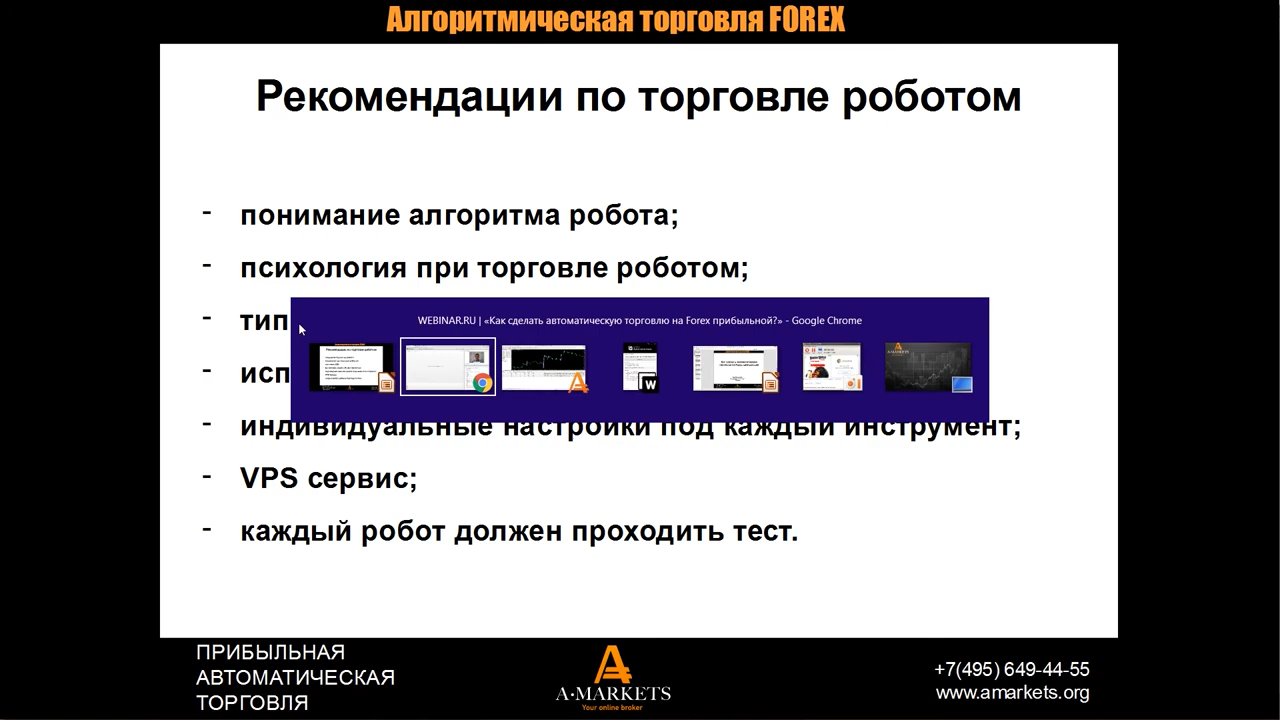 Алгоритмическая торговля FOREX
Рекомендации по торговле роботом
- понимание алгоритма робота;
- психология при торговле роботом;
- тип
- исп
WEBINAR.RU | «Как сделать автоматическую торговлю на Forex прибыльной?» - Google Chrome
- индивидуальные настройки под каждый инструмент;
- VPS сервис;
- каждый робот должен проходить тест.
ПРИБЫЛЬНАЯ
АВТОМАТИЧЕСКАЯ
ТОРГОВЛЯ
A·MARKETS
Your online broker
+7(495) 649-44-55
www.amarkets.org